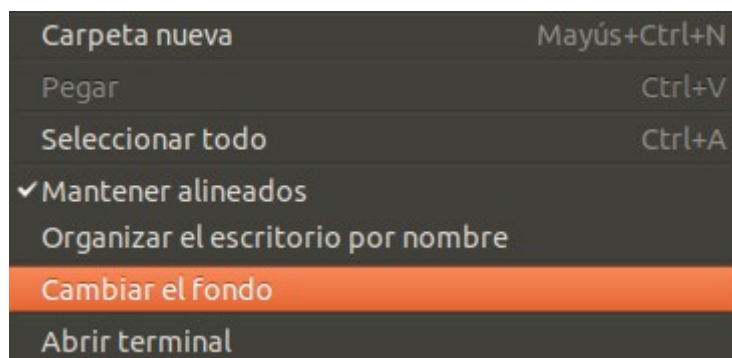 Carpeta nueva Mayús+Ctrl+N
Pegar Ctrl+V
Seleccionar todo Ctrl+A
Mantener alineados
Organizar el escritorio por nombre
Cambiar el fondo
Abrir terminal